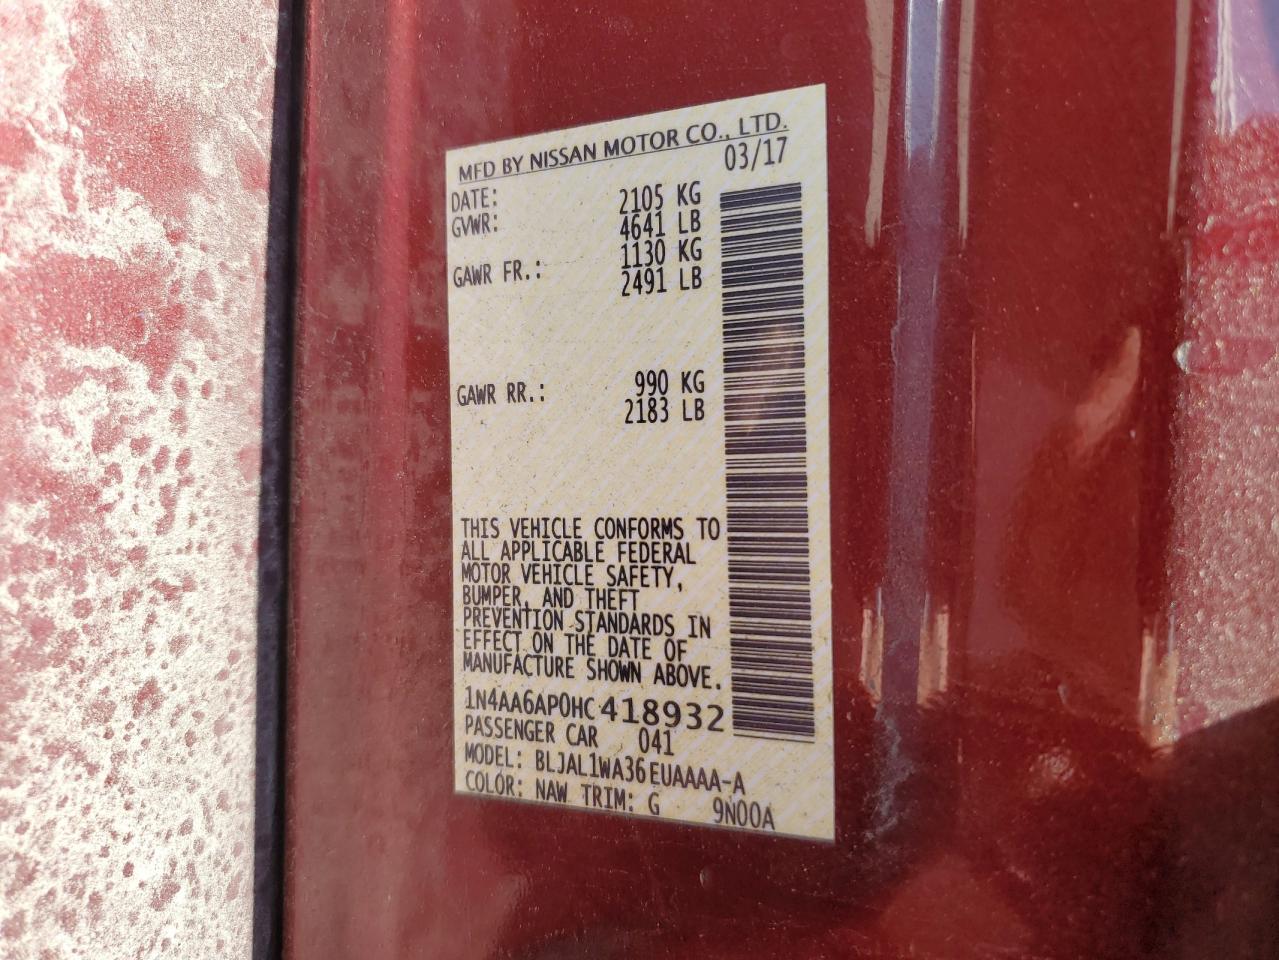 MFD BY NISSAN MOTOR CO., LTD.
DATE: 03/17
GVWR: 2105 KG
4641 LB
GAWR FR.: 1130 KG
2491 LB
GAWR RR.: 990 KG
2183 LB
THIS VEHICLE CONFORMS TO
ALL APPLICABLE FEDERAL
MOTOR VEHICLE SAFETY,
BUMPER, AND THEFT
PREVENTION STANDARDS IN
EFFECT ON THE DATE OF
MANUFACTURE SHOWN ABOVE.
1N4AA6AP0HC418932
PASSENGER CAR 041
MODEL: BLJAL1WA36EUAAAA-A
COLOR: NAW TRIM: G 9N00A